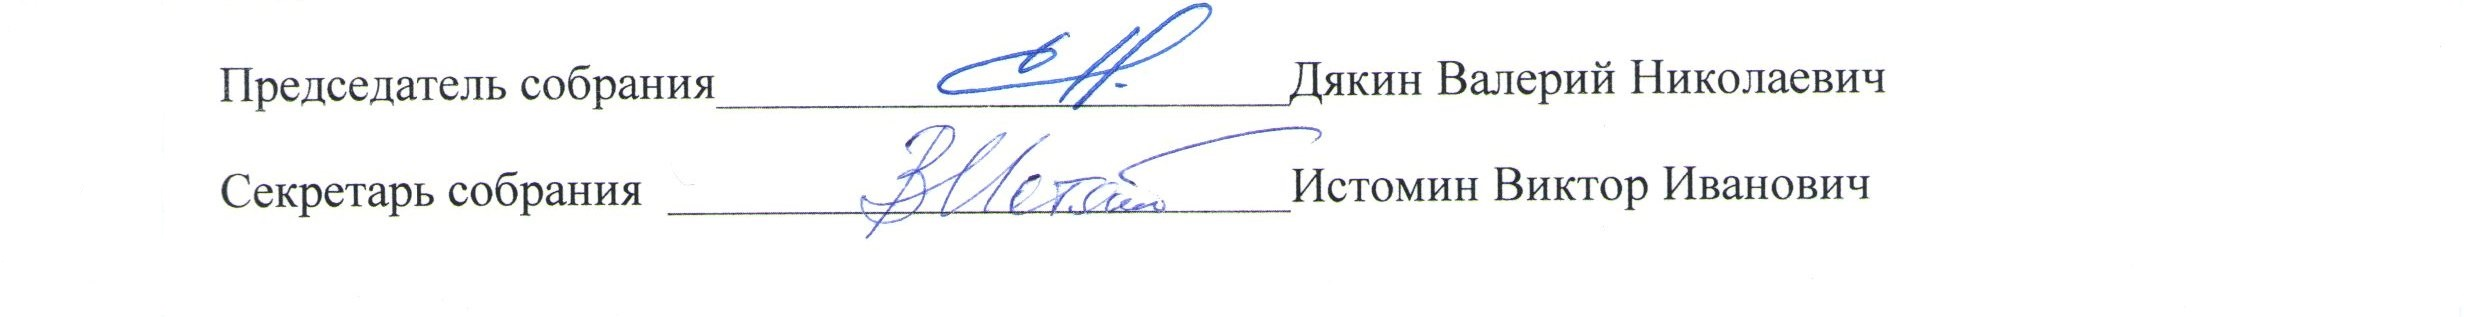 Председатель собрания Дякин Валерий Николаевич
Секретарь собрания Истомин Виктор Иванович